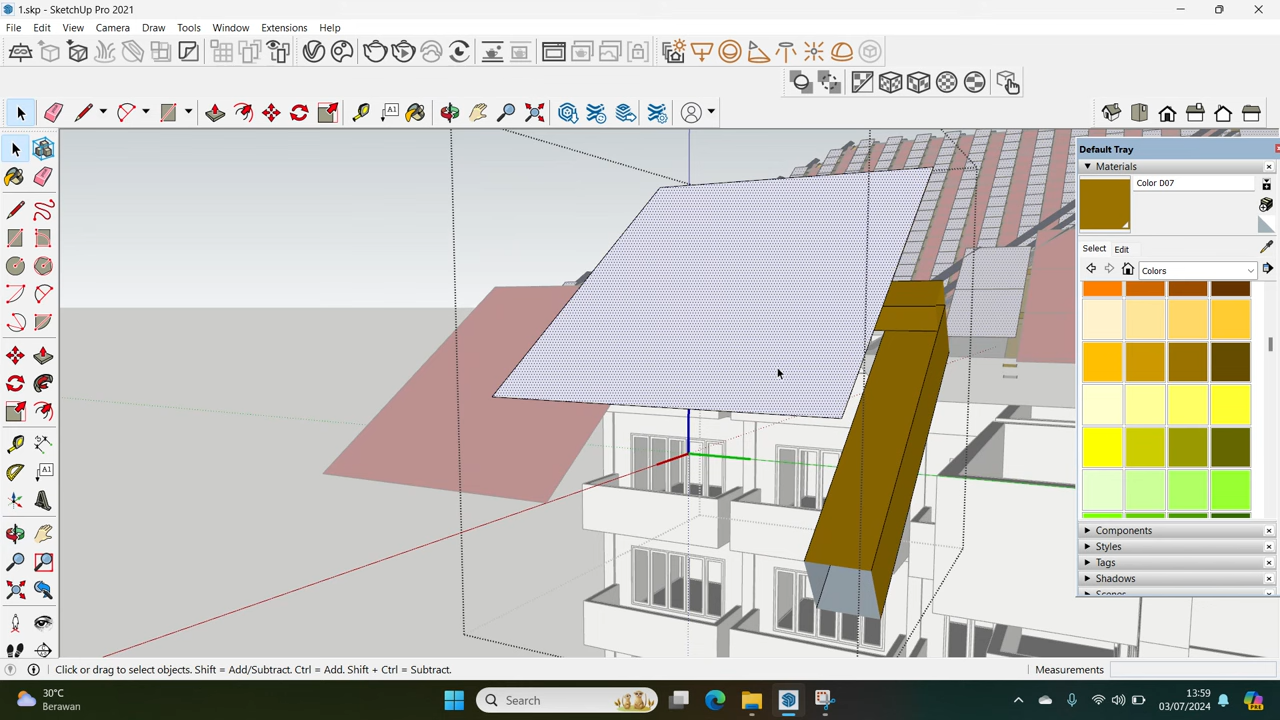 1.skp - SketchUp Pro 2021
File Edit View Camera Draw Tools Window Extensions Help
A1
Default Tray
Materials
Color D07
Select Edit
Colors
A1
Components
Styles
Tags
Shadows
Click or drag to select objects. Shift = Add/Subtract. Ctrl = Add. Shift + Ctrl = Subtract.
Measurements
30°C
Berawan
Search
13:59
03/07/2024